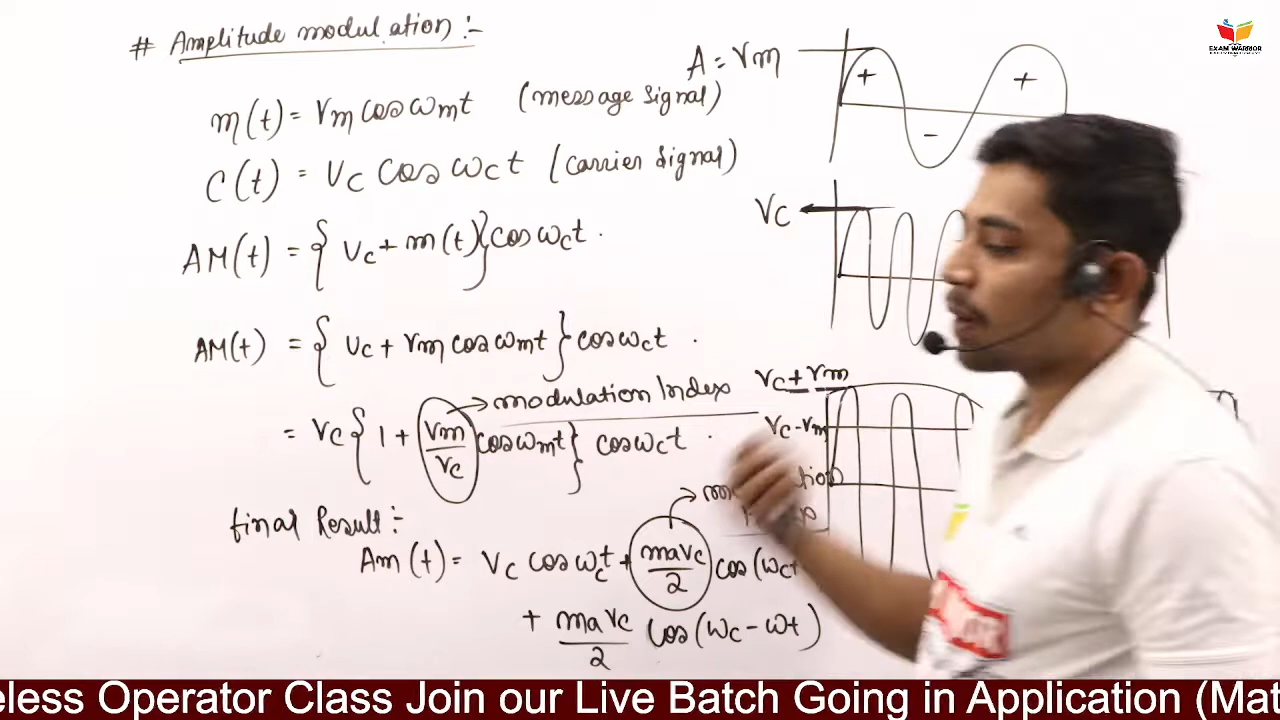 # Amplitude modulation :-
m(t) = Vm cos ωmt (message signal)
C(t) = Vc Cos ωct (carrier signal)
AM(t) = { Vc + m(t)} cos ωct .
AM(t) = { Vc + Vm cos ωmt } cos ωct .
= Vc { 1 + Vm/Vc cos ωmt } cos ωct .
modulation Index
final Result :-
Am(t) = Vc cos ωct + maVc/2 cos(ωc+
+ maVc/2 cos(ωc - ωt)
A = Vm
+
-
+
Vc
Vc + Vm
Vc - Vm
EXAM WARRIOR
eless Operator Class Join our Live Batch Going in Application (Mat